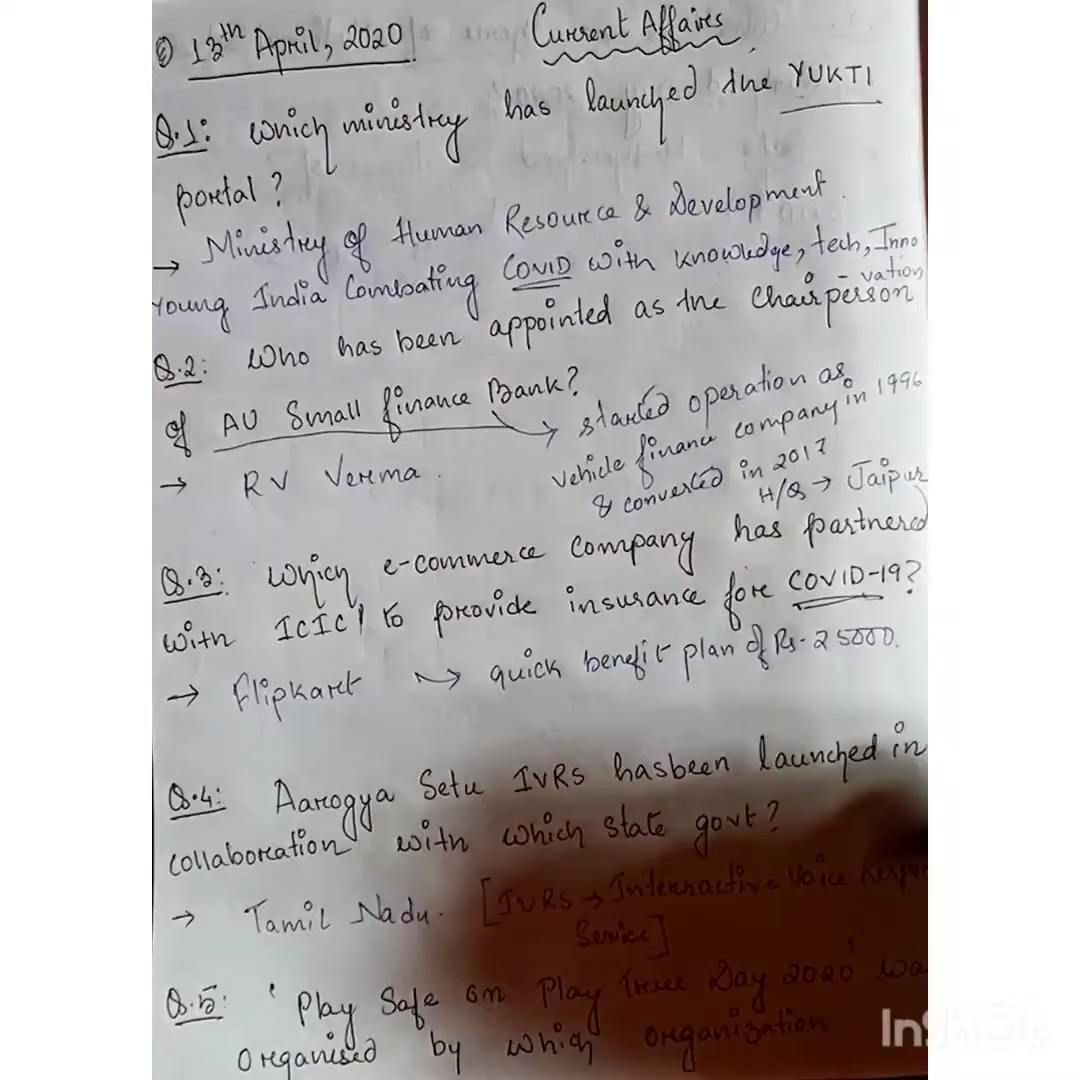 13th April, 2020 Current Affairs
Q.1: Which ministry has launched the YUKTI
portal?
→ Ministry of Human Resource & Development.
Young India Combating COVID with Knowledge, tech, Inno
- vation
Q.2: Who has been appointed as the Chairperson
of AU Small finance Bank?
→ started operation as
vehicle finance company in 1996
& converted in 2017
H/Q → Jaipur
→ RV Verma.
Q.3: Which e-commerce company has partnered
with ICICI to provide insurance for COVID-19?
→ Flipkart → quick benefit plan of Rs-25000.
Q.4: Aarogya Setu IVRS hasbeen launched in
collaboration with which state govt?
→ Tamil Nadu. [IVRS → Interractive Voice Respo
Service]
Q.5: 'Play Safe on Play Day 2020' wa
organised by which organization
InShot